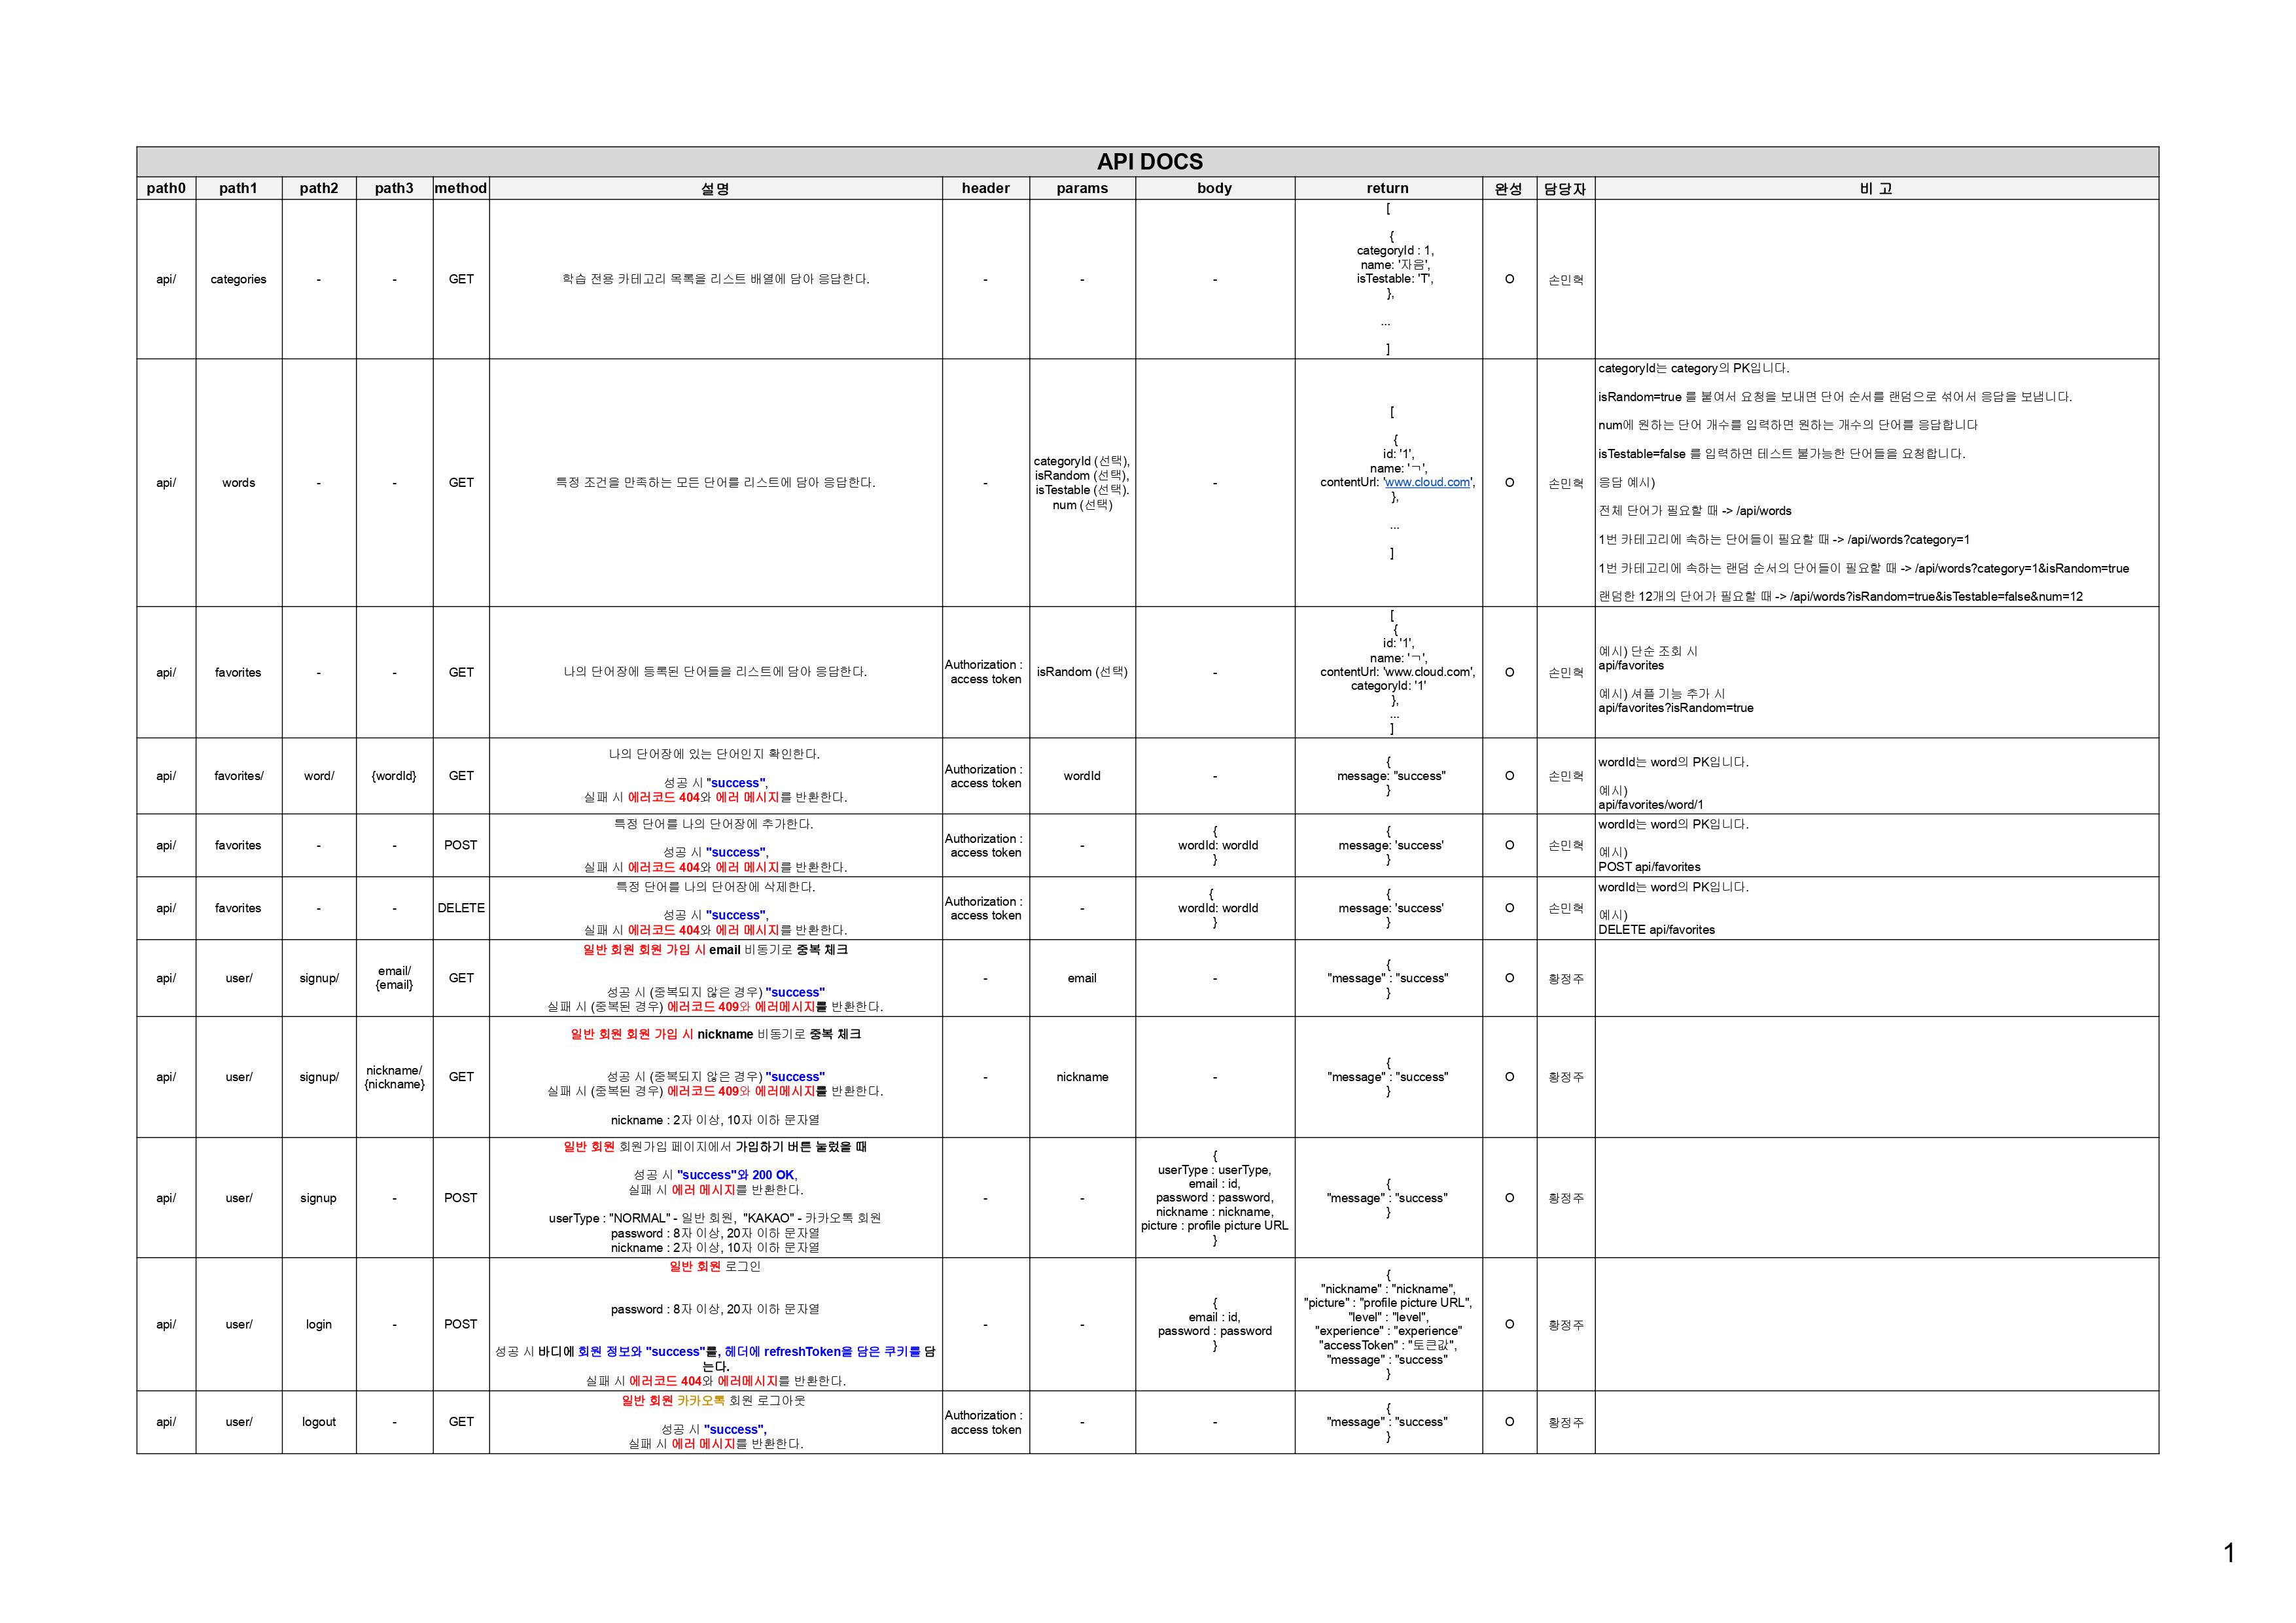 API DOCS
path0 path1 path2 path3 method 설명 header params body return 완성 담당자 비 고
api/ categories - - GET 학습 전용 카테고리 목록을 리스트 배열에 담아 응답한다. - - - [
{
categoryId : 1,
name: '자음',
isTestable: 'T',
},
...
]
O 손민혁
api/ words - - GET 특정 조건을 만족하는 모든 단어를 리스트에 담아 응답한다. -
categoryId (선택),
isRandom (선택),
isTestable (선택).
num (선택)
-
[
{
id: '1',
name: 'ㄱ',
contentUrl: 'www.cloud.com',
},
...
]
O 손민혁
categoryId는 category의 PK입니다.
isRandom=true 를 붙여서 요청을 보내면 단어 순서를 랜덤으로 섞어서 응답을 보냅니다.
num에 원하는 단어 개수를 입력하면 원하는 개수의 단어를 응답합니다
isTestable=false 를 입력하면 테스트 불가능한 단어들을 요청합니다.
응답 예시)
전체 단어가 필요할 때 -> /api/words
1번 카테고리에 속하는 단어들이 필요할 때 -> /api/words?category=1
1번 카테고리에 속하는 랜덤 순서의 단어들이 필요할 때 -> /api/words?category=1&isRandom=true
랜덤한 12개의 단어가 필요할 때 -> /api/words?isRandom=true&isTestable=false&num=12
api/ favorites - - GET 나의 단어장에 등록된 단어들을 리스트에 담아 응답한다.
Authorization :
access token
isRandom (선택) -
[
{
id: '1',
name: 'ㄱ',
contentUrl: 'www.cloud.com',
categoryId: '1'
},
...
]
O 손민혁
예시) 단순 조회 시
api/favorites
예시) 셔플 기능 추가 시
api/favorites?isRandom=true
api/ favorites/ word/ {wordId} GET
나의 단어장에 있는 단어인지 확인한다.
성공 시 "success",
실패 시 에러코드 404와 에러 메시지를 반환한다.
Authorization :
access token
wordId -
{
message: "success"
}
O 손민혁
wordId는 word의 PK입니다.
예시)
api/favorites/word/1
api/ favorites - - POST
특정 단어를 나의 단어장에 추가한다.
성공 시 "success",
실패 시 에러코드 404와 에러 메시지를 반환한다.
Authorization :
access token
-
{
wordId: wordId
}
{
message: 'success'
}
O 손민혁
wordId는 word의 PK입니다.
예시)
POST api/favorites
api/ favorites - - DELETE
특정 단어를 나의 단어장에 삭제한다.
성공 시 "success",
실패 시 에러코드 404와 에러 메시지를 반환한다.
Authorization :
access token
-
{
wordId: wordId
}
{
message: 'success'
}
O 손민혁
wordId는 word의 PK입니다.
예시)
DELETE api/favorites
api/ user/ signup/
email/
{email}
GET
일반 회원 회원 가입 시 email 비동기로 중복 체크
성공 시 (중복되지 않은 경우) "success"
실패 시 (중복된 경우) 에러코드 409와 에러메시지를 반환한다.
- email -
{
"message" : "success"
}
O 황정주
api/ user/ signup/
nickname/
{nickname}
GET
일반 회원 회원 가입 시 nickname 비동기로 중복 체크
성공 시 (중복되지 않은 경우) "success"
실패 시 (중복된 경우) 에러코드 409와 에러메시지를 반환한다.
nickname : 2자 이상, 10자 이하 문자열
- nickname -
{
"message" : "success"
}
O 황정주
api/ user/ signup - POST
일반 회원 회원가입 페이지에서 가입하기 버튼 눌렀을 때
성공 시 "success"와 200 OK,
실패 시 에러 메시지를 반환한다.
userType : "NORMAL" - 일반 회원, "KAKAO" - 카카오톡 회원
password : 8자 이상, 20자 이하 문자열
nickname : 2자 이상, 10자 이하 문자열
- -
{
userType : userType,
email : id,
password : password,
nickname : nickname,
picture : profile picture URL
}
{
"message" : "success"
}
O 황정주
api/ user/ login - POST
일반 회원 로그인
password : 8자 이상, 20자 이하 문자열
성공 시 바디에 회원 정보와 "success"를, 헤더에 refreshToken을 담은 쿠키를 담
는다.
실패 시 에러코드 404와 에러메시지를 반환한다.
- -
{
email : id,
password : password
}
{
"nickname" : "nickname",
"picture" : "profile picture URL",
"level" : "level",
"experience" : "experience"
"accessToken" : "토큰값",
"message" : "success"
}
O 황정주
api/ user/ logout - GET
일반 회원 카카오톡 회원 로그아웃
성공 시 "success",
실패 시 에러 메시지를 반환한다.
Authorization :
access token
- -
{
"message" : "success"
}
O 황정주
1